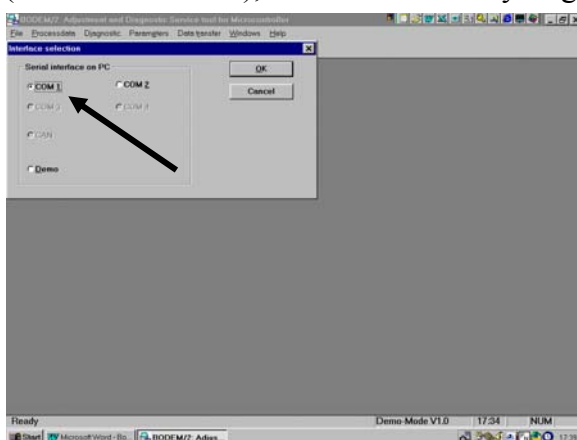 BODEM/2: Adjustment and Diagnostic Service tool for Microcontroller
File Processdata Diagnostic Parameters Data transfer Windows Help
Interface selection
Serial interface on PC
COM 1 COM 2 OK
COM 3 COM 4 Cancel
CAN
Demo
Ready Demo-Mode V1.0 17:34 NUM
Start Microsoft Word - Bo... BODEM/2: Adjus...